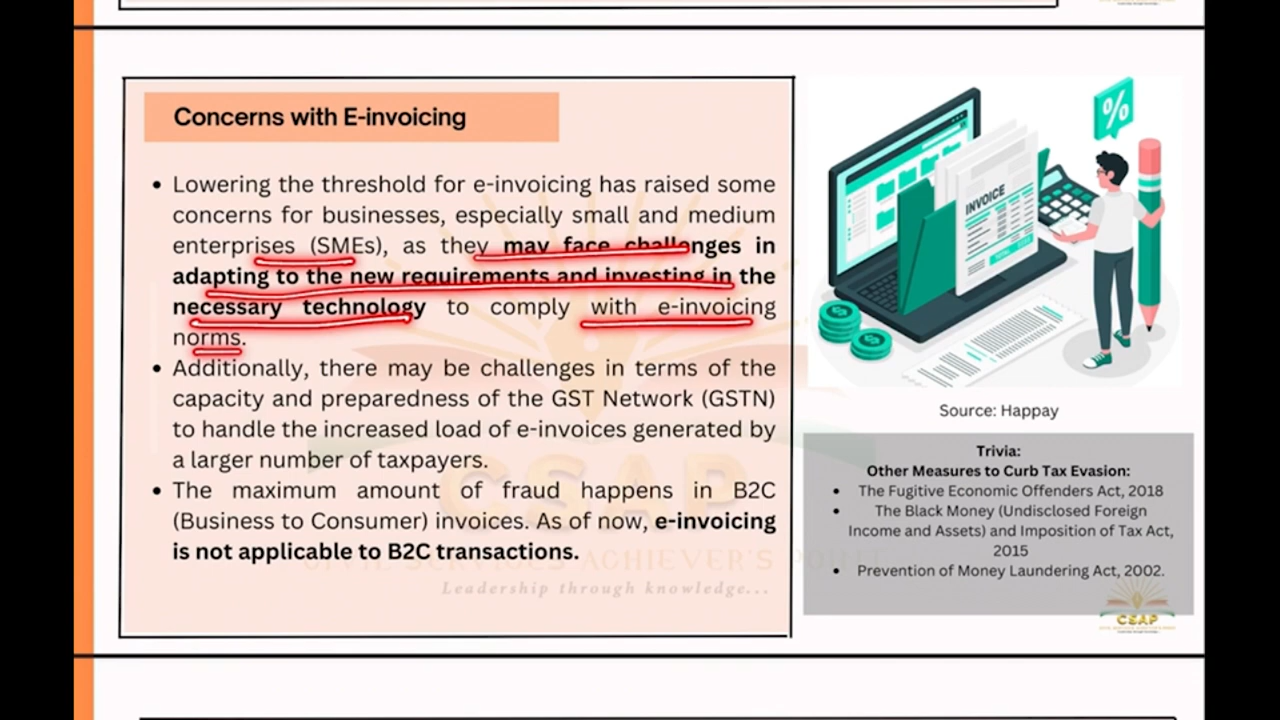 Concerns with E-invoicing
• Lowering the threshold for e-invoicing has raised some
concerns for businesses, especially small and medium
enterprises (SMEs), as they may face challenges in
adapting to the new requirements and investing in the
necessary technology to comply with e-invoicing
norms.
• Additionally, there may be challenges in terms of the
capacity and preparedness of the GST Network (GSTN)
to handle the increased load of e-invoices generated by
a larger number of taxpayers.
• The maximum amount of fraud happens in B2C
(Business to Consumer) invoices. As of now, e-invoicing
is not applicable to B2C transactions.
CSAP
CIVIL SERVICES ACHIEVER'S POINT
Leadership through knowledge...
%
INVOICE
Source: Happay
Trivia:
Other Measures to Curb Tax Evasion:
• The Fugitive Economic Offenders Act, 2018
• The Black Money (Undisclosed Foreign
Income and Assets) and Imposition of Tax Act,
2015
• Prevention of Money Laundering Act, 2002.
CSAP